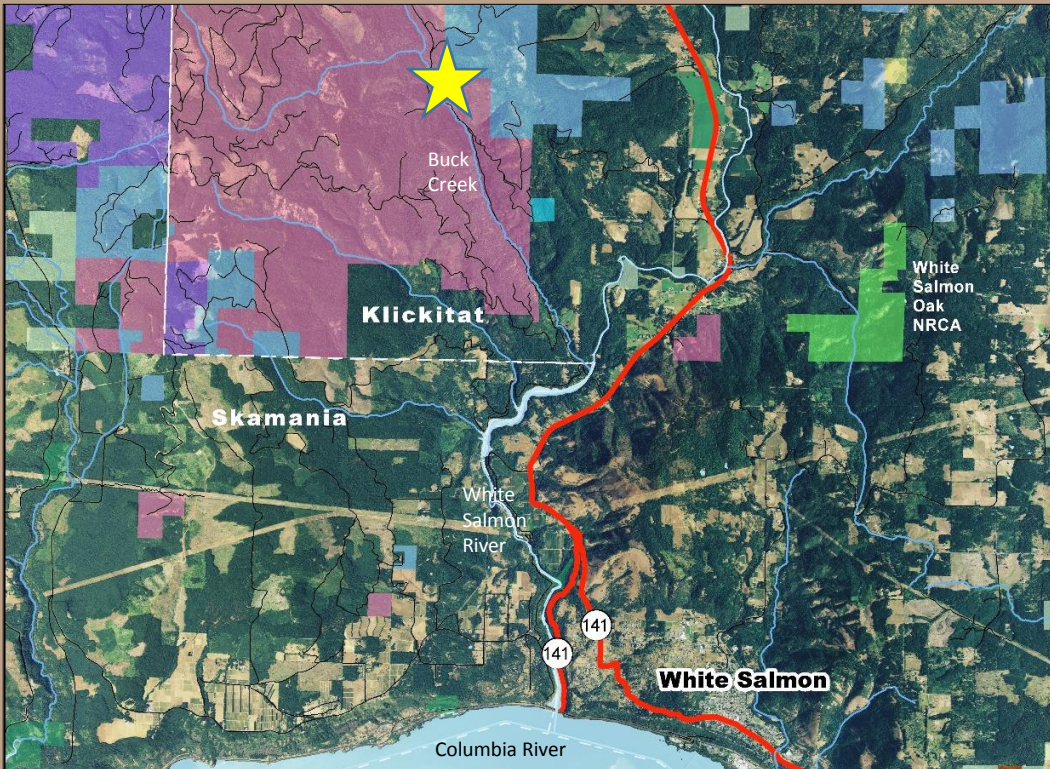 Buck
Creek
White
Salmon
Oak
NRCA
Klickitat
Skamania
White
Salmon
River
141
141
White Salmon
Columbia River